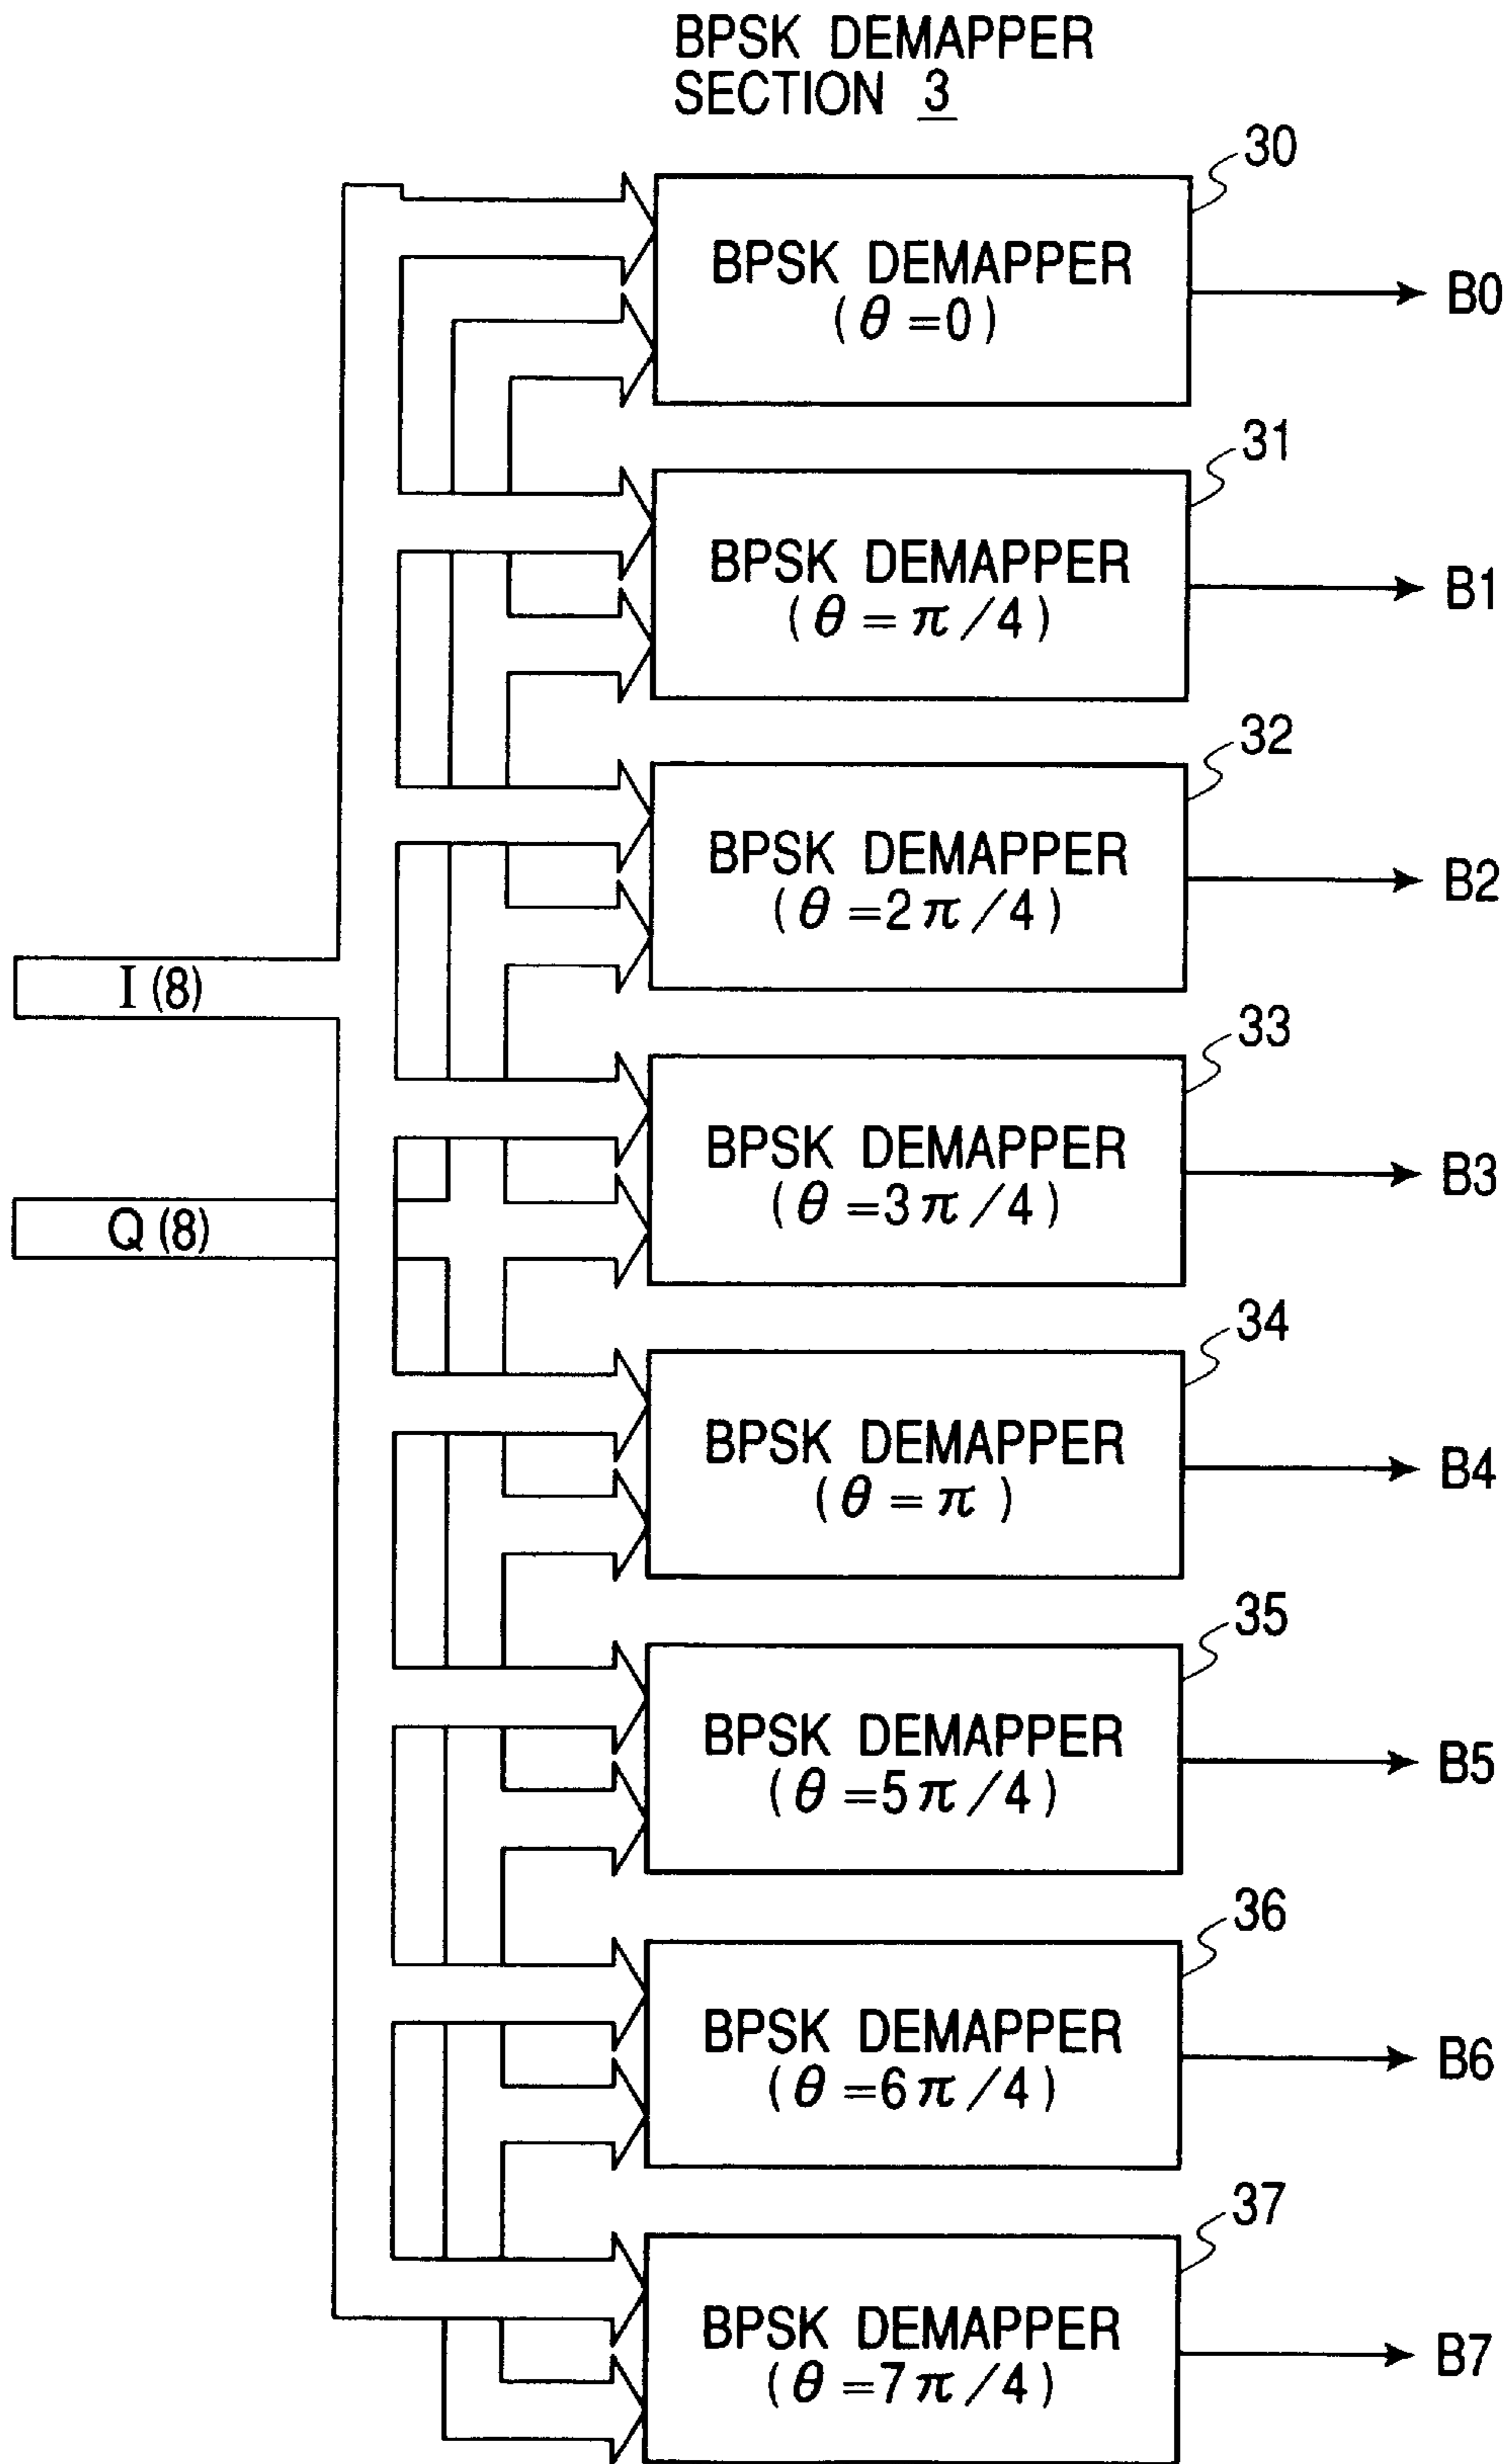 BPSK DEMAPPER
SECTION 3
30
BPSK DEMAPPER
(θ=0)
B0
31
BPSK DEMAPPER
(θ=π/4)
B1
32
BPSK DEMAPPER
(θ=2π/4)
B2
I(8)
33
BPSK DEMAPPER
(θ=3π/4)
B3
Q(8)
34
BPSK DEMAPPER
(θ=π)
B4
35
BPSK DEMAPPER
(θ=5π/4)
B5
36
BPSK DEMAPPER
(θ=6π/4)
B6
37
BPSK DEMAPPER
(θ=7π/4)
B7